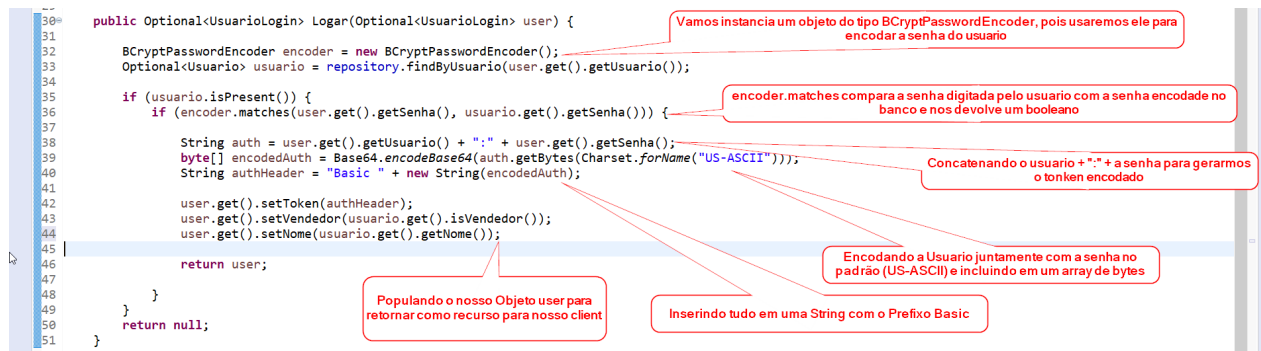 30 public Optional<UsuarioLogin> Logar(Optional<UsuarioLogin> user) {
31
32 BCryptPasswordEncoder encoder = new BCryptPasswordEncoder();
33 Optional<Usuario> usuario = repository.findByUsuario(user.get().getUsuario());
34
35 if (usuario.isPresent()) {
36 if (encoder.matches(user.get().getSenha(), usuario.get().getSenha())) {
37
38 String auth = user.get().getUsuario() + ":" + user.get().getSenha();
39 byte[] encodedAuth = Base64.encodeBase64(auth.getBytes(Charset.forName("US-ASCII")));
40 String authHeader = "Basic " + new String(encodedAuth);
41
42 user.get().setToken(authHeader);
43 user.get().setVendedor(usuario.get().isVendedor());
44 user.get().setNome(usuario.get().getNome());
45
46 return user;
47
48 }
49 }
50 return null;
51 }
Vamos instancia um objeto do tipo BCryptPasswordEncoder, pois usaremos ele para
encodar a senha do usuario
encoder.matches compara a senha digitada pelo usuario com a senha encodade no
banco e nos devolve um booleano
Concatenando o usuario + ":" + a senha para gerarmos
o tonken encodado
Encodando a Usuario juntamente com a senha no
padrão (US-ASCII) e incluindo em um array de bytes
Inserindo tudo em uma String com o Prefixo Basic
Populando o nosso Objeto user para
retornar como recurso para nosso client